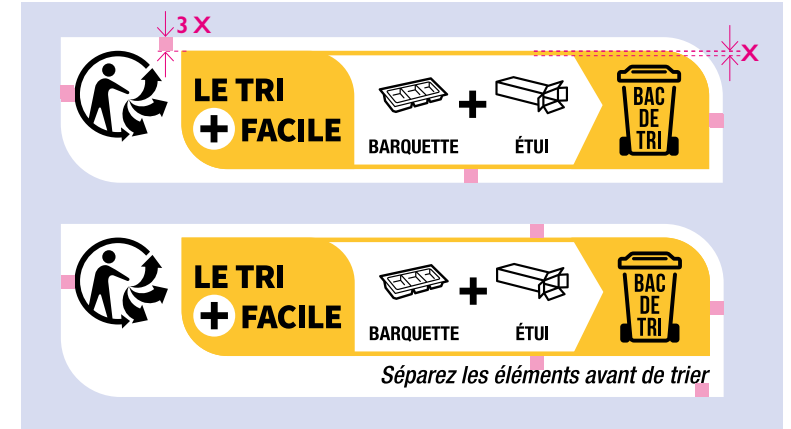 3 X
X
LE TRI
+ FACILE
BARQUETTE
+
ÉTUI
BAC
DE
TRI
LE TRI
+ FACILE
BARQUETTE
+
ÉTUI
BAC
DE
TRI
Séparez les éléments avant de trier